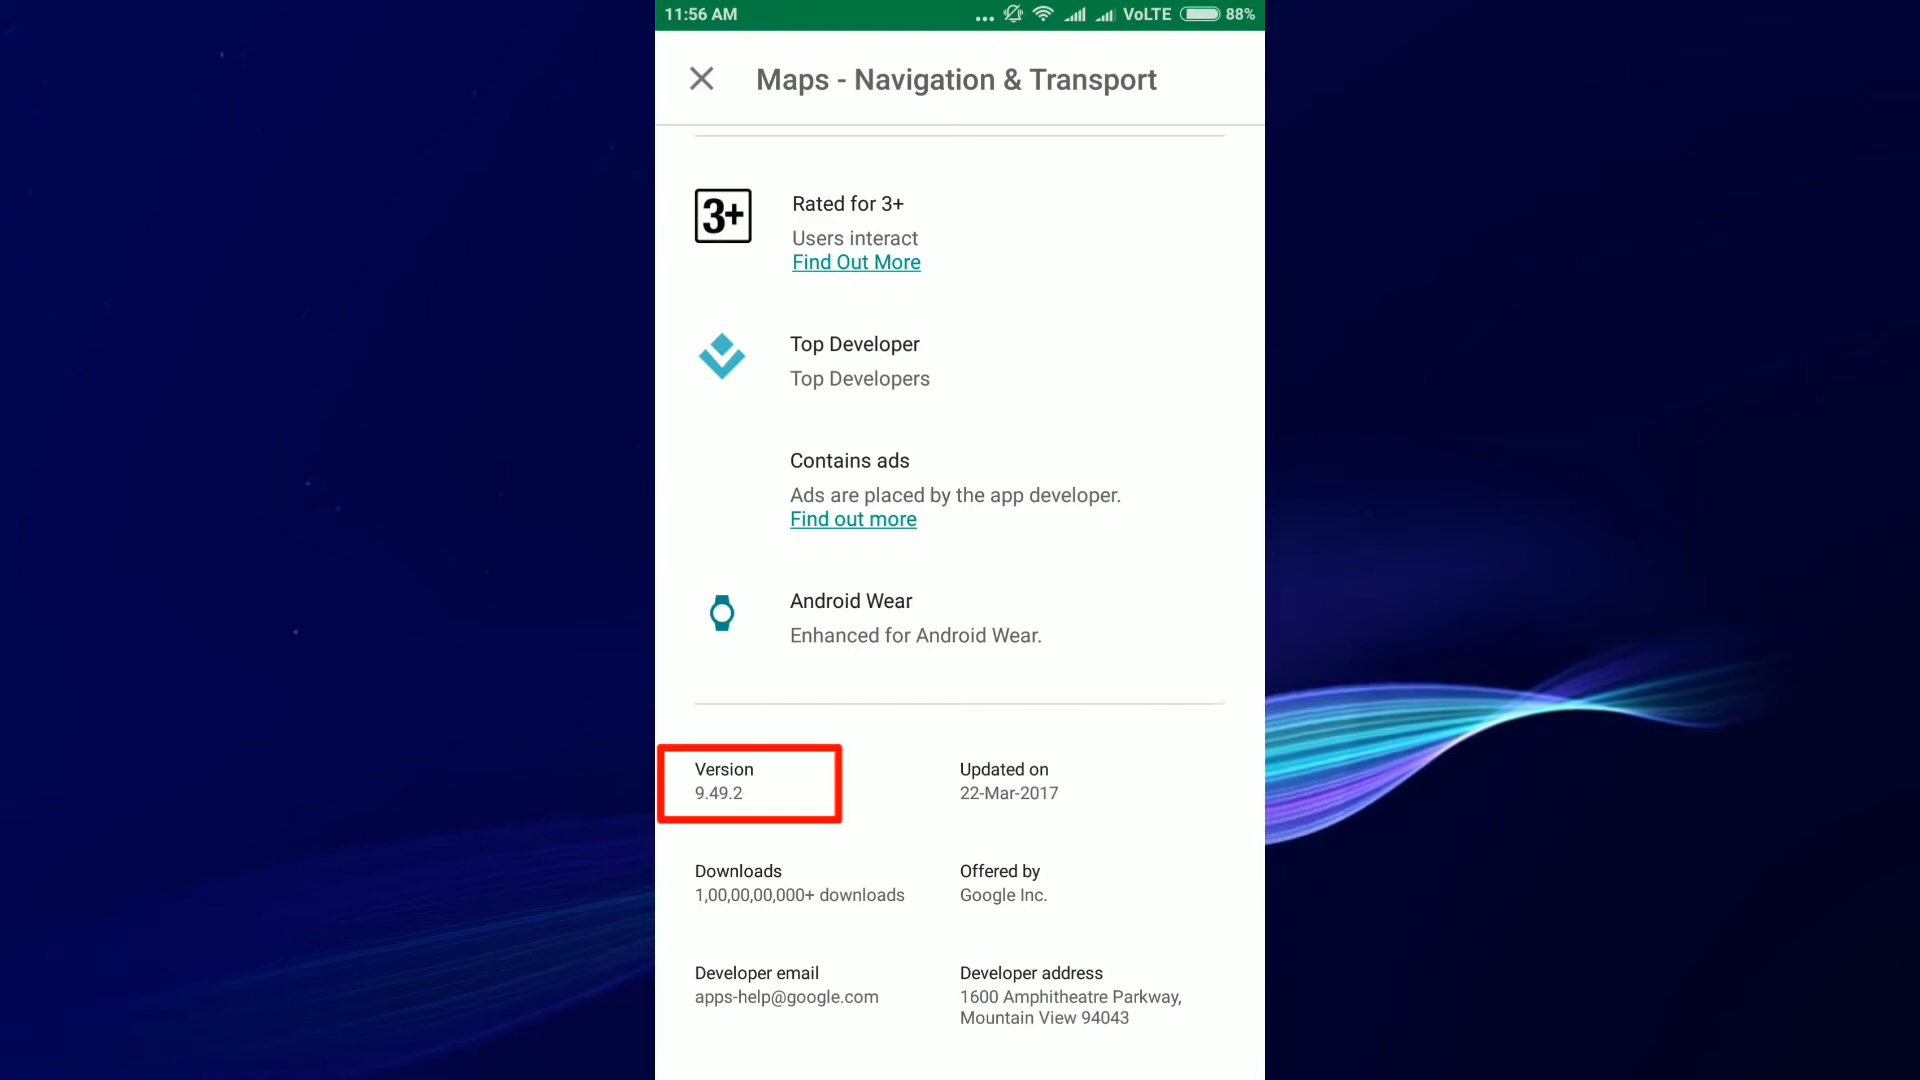 11:56 AM
VoLTE 88%
Maps - Navigation & Transport
3+
Rated for 3+
Users interact
Find Out More
Top Developer
Top Developers
Contains ads
Ads are placed by the app developer.
Find out more
Android Wear
Enhanced for Android Wear.
Version
9.49.2
Updated on
22-Mar-2017
Downloads
1,00,00,00,000+ downloads
Offered by
Google Inc.
Developer email
apps-help@google.com
Developer address
1600 Amphitheatre Parkway,
Mountain View 94043